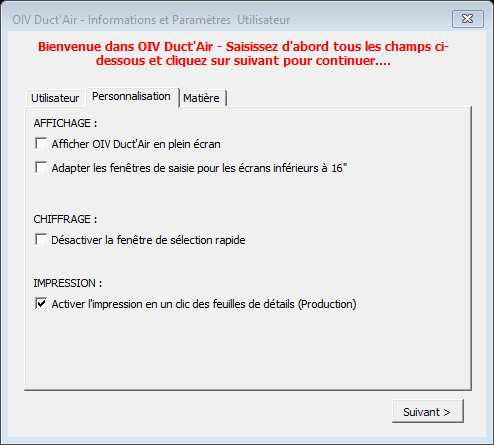 OIV Duct'Air - Informations et Paramètres Utilisateur
Bienvenue dans OIV Duct'Air - Saisissez d'abord tous les champs ci-
dessous et cliquez sur suivant pour continuer....
Utilisateur Personnalisation Matière
AFFICHAGE :
Afficher OIV Duct'Air en plein écran
Adapter les fenêtres de saisie pour les écrans inférieurs à 16"
CHIFFRAGE :
Désactiver la fenêtre de sélection rapide
IMPRESSION :
Activer l'impression en un clic des feuilles de détails (Production)
Suivant >